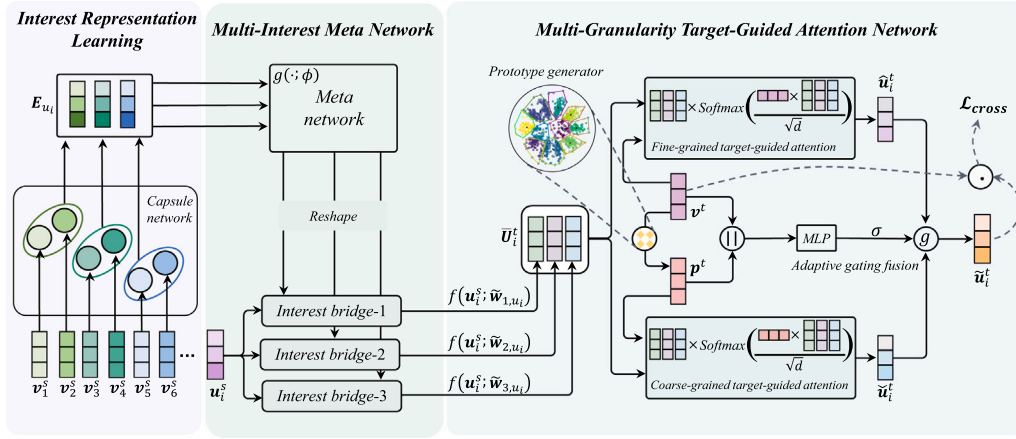 Interest Representation
Learning
Multi-Interest Meta Network
Multi-Granularity Target-Guided Attention Network
E_{u_i}
Capsule
network
v_1^s v_2^s v_3^s v_4^s v_5^s v_6^s ...
u_i^s
g(·; ϕ)
Meta
network
Reshape
Interest bridge-1
Interest bridge-2
Interest bridge-3
f(u_i^s; w̃_{1,u_i})
f(u_i^s; w̃_{2,u_i})
f(u_i^s; w̃_{3,u_i})
Prototype generator
Ū_i^t
× Softmax( × / √d )
Fine-grained target-guided attention
û_i^t
v^t
p^t
||
MLP
σ
g
Adaptive gating fusion
ℒ_cross
ũ_i^t
× Softmax( × / √d )
Coarse-grained target-guided attention
ŭ_i^t